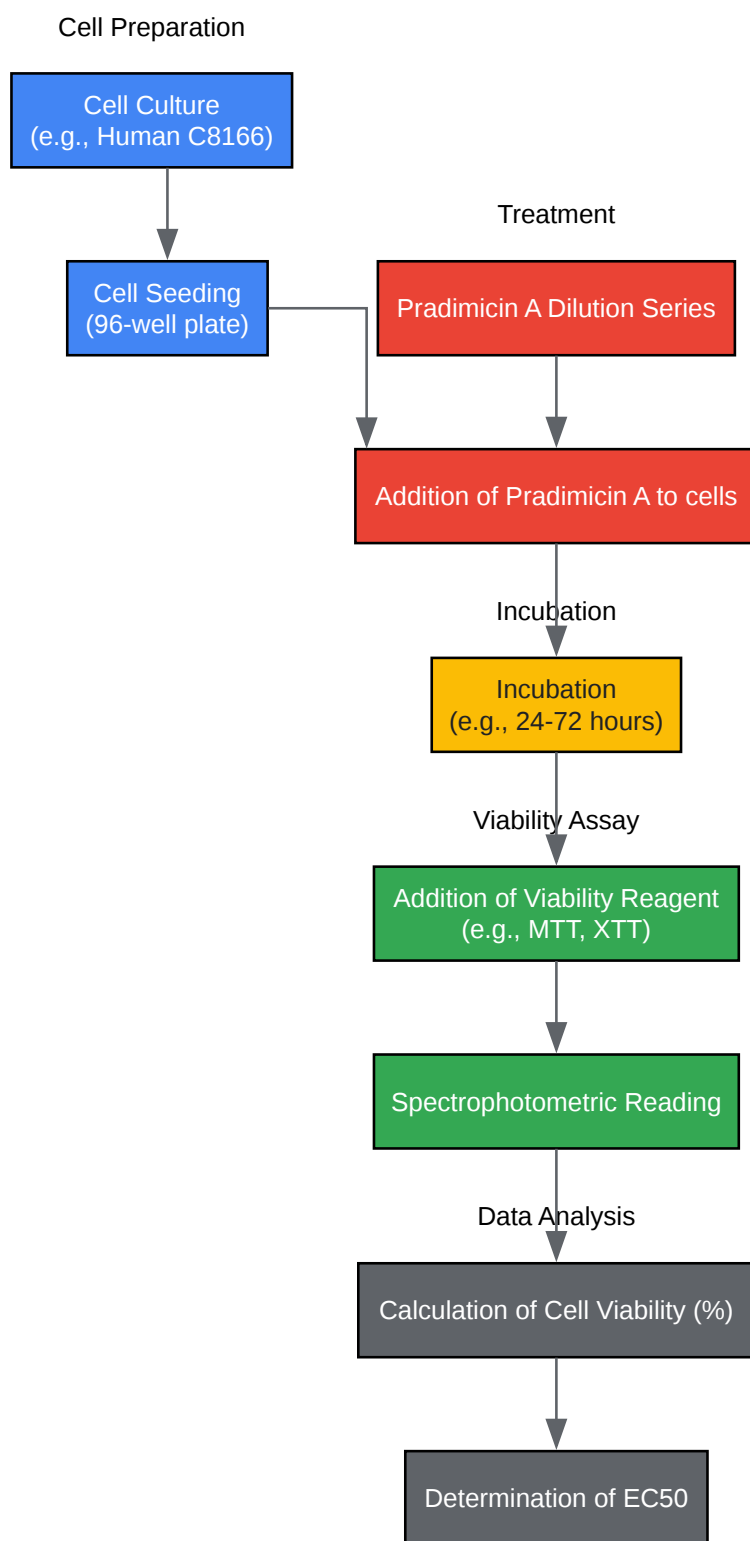 Cell Preparation
Cell Culture
(e.g., Human C8166)
Treatment
Cell Seeding
(96-well plate)
Pradimicin A Dilution Series
Addition of Pradimicin A to cells
Incubation
Incubation
(e.g., 24-72 hours)
Viability Assay
Addition of Viability Reagent
(e.g., MTT, XTT)
Spectrophotometric Reading
Data Analysis
Calculation of Cell Viability (%)
Determination of EC50